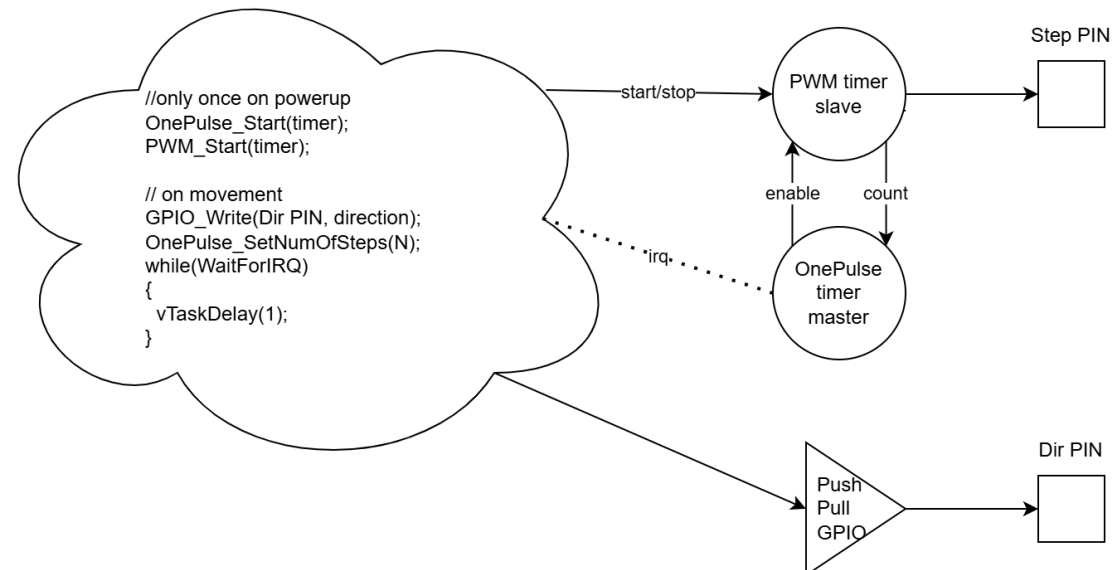 //only once on powerup
OnePulse_Start(timer);
PWM_Start(timer);
// on movement
GPIO_Write(Dir PIN, direction);
OnePulse_SetNumOfSteps(N);
while(WaitForIRQ)
{
vTaskDelay(1);
}
start/stop
PWM timer
slave
Step PIN
enable
count
irq
OnePulse
timer
master
Push
Pull
GPIO
Dir PIN